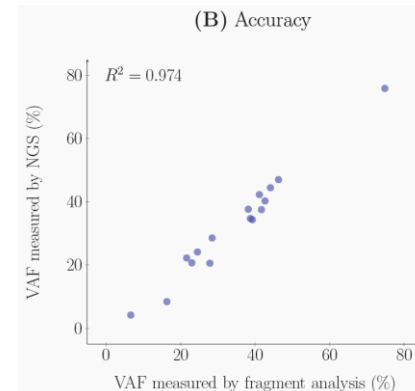 (B) Accuracy
R² = 0.974
VAF measured by NGS (%)
80
60
40
20
0
0 20 40 60 80
VAF measured by fragment analysis (%)